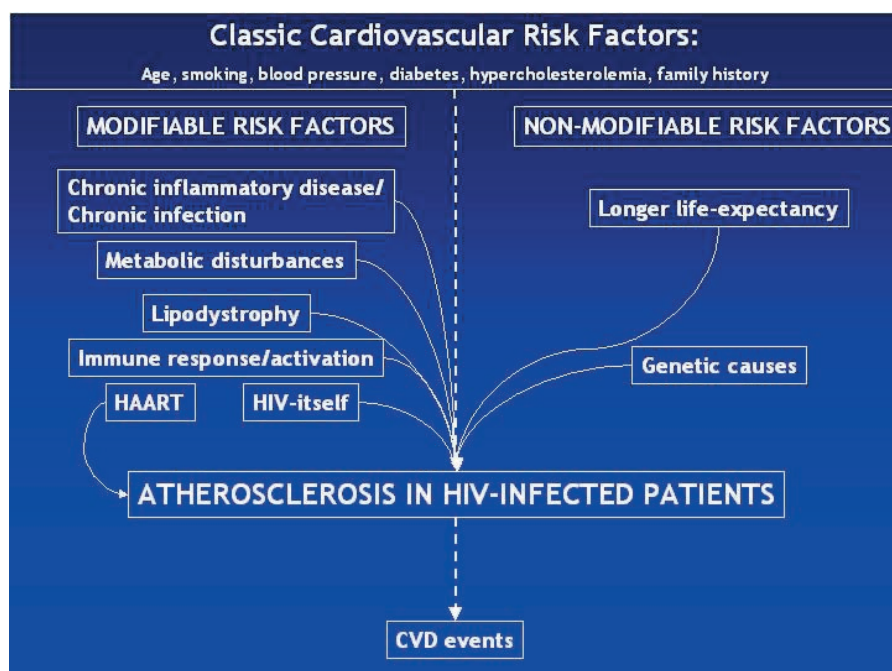 Classic Cardiovascular Risk Factors:
Age, smoking, blood pressure, diabetes, hypercholesterolemia, family history
MODIFIABLE RISK FACTORS
NON-MODIFIABLE RISK FACTORS
Chronic inflammatory disease/
Chronic infection
Longer life-expectancy
Metabolic disturbances
Lipodystrophy
Immune response/activation
Genetic causes
HAART
HIV-itself
ATHEROSCLEROSIS IN HIV-INFECTED PATIENTS
CVD events